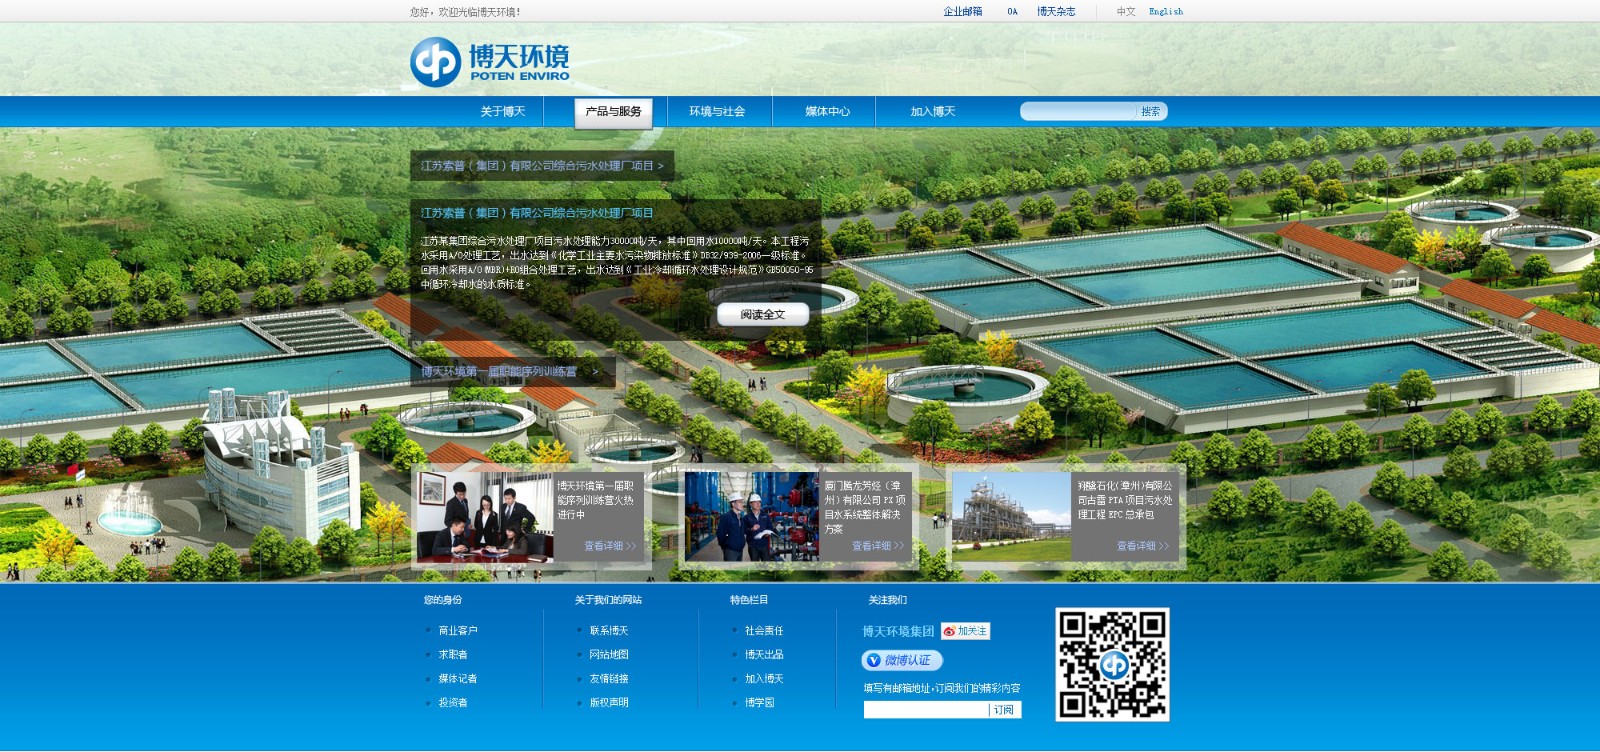 您好，欢迎光临博天环境！
企业邮箱 OA 博天杂志 中文 English
博天环境
POTEN ENVIRO
关于博天 产品与服务 环境与社会 媒体中心 加入博天 搜索
江苏索普（集团）有限公司综合污水处理厂项目 >
江苏索普（集团）有限公司综合污水处理厂项目
江苏某集团综合污水处理厂项目污水处理能力30000吨/天，其中回用水10000吨/天。本工程污
水采用A/O处理工艺，出水达到《化学工业主要水污染物排放标准》DB32/939-2006一级标准。
回用水采用A/O（MBR）+RO组合处理工艺，出水达到《工业冷却循环水处理设计规范》GB50050-95
中循环冷却水的水质标准。
阅读全文
博天环境第一届职能序列训练营 >
博天环境第一届职
能序列训练营火热
进行中
查看详细 >>
厦门腾龙芳烃（漳
州）有限公司 PX 项
目水系统整体解决
方案
查看详细 >>
翔鹭石化(漳州)有限公
司古雷 PTA 项目污水处
理工程 EPC 总承包
查看详细 >>
您的身份
商业客户
求职者
媒体记者
投资者
关于我们的网站
联系博天
网站地图
友情链接
版权声明
特色栏目
社会责任
博天出品
加入博天
博学园
关注我们
博天环境集团 加关注
微博认证
填写有邮箱地址,订阅我们的精彩内容
订阅